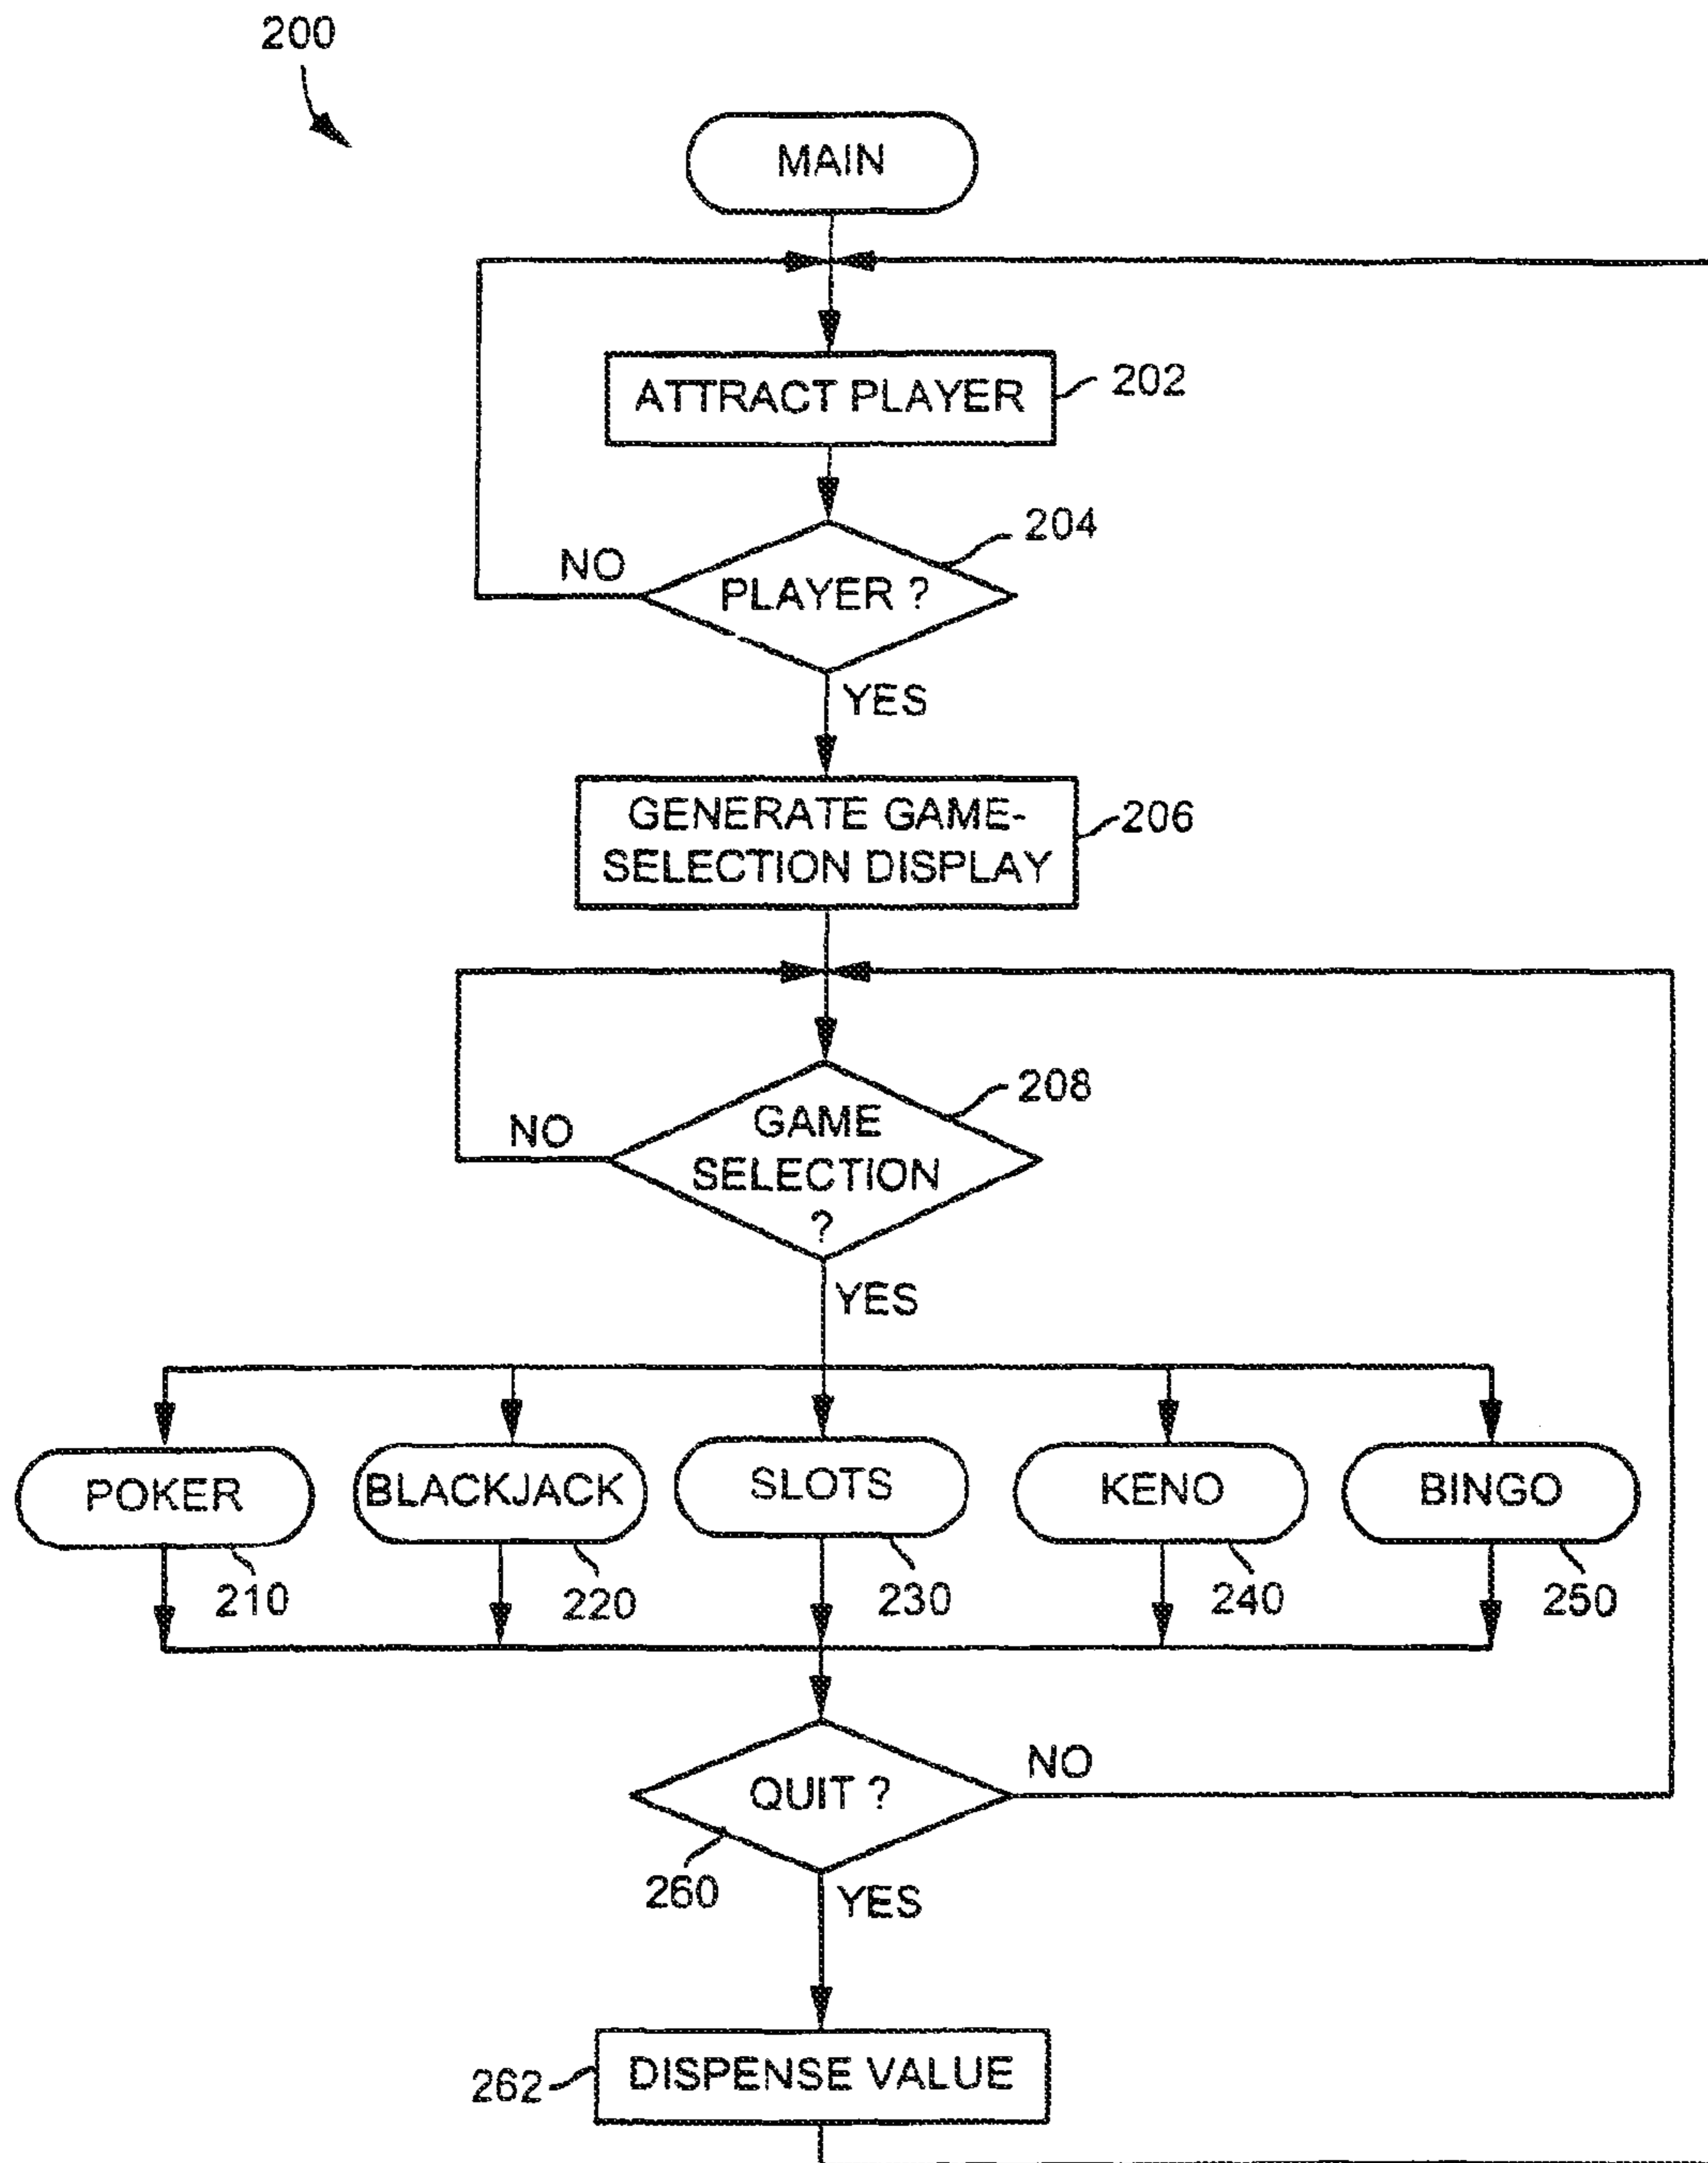 200
MAIN
ATTRACT PLAYER
202
204
NO
PLAYER ?
YES
GENERATE GAME-
SELECTION DISPLAY
206
208
NO
GAME
SELECTION
?
YES
POKER
BLACKJACK
SLOTS
KENO
BINGO
210
220
230
240
250
QUIT ?
NO
260
YES
DISPENSE VALUE
262